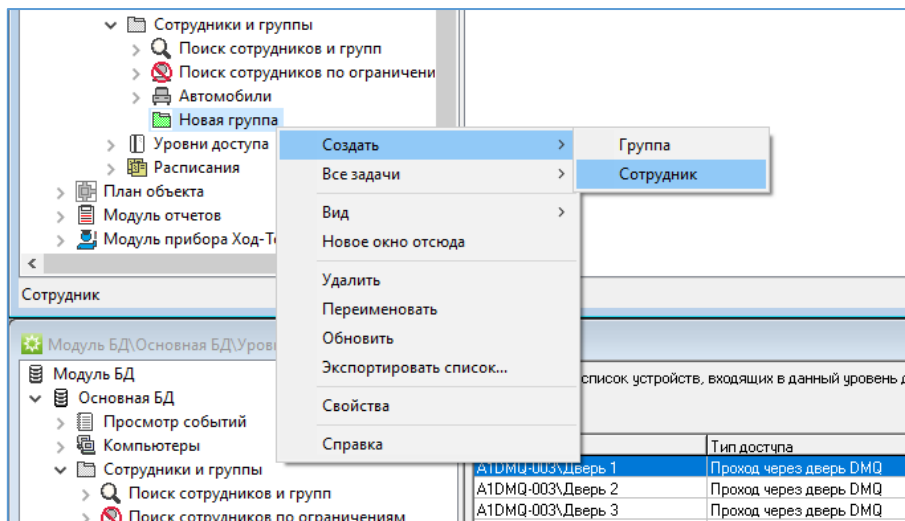 Сотрудники и группы
Поиск сотрудников и групп
Поиск сотрудников по ограничени
Автомобили
Новая группа
Уровни доступа
Расписания
План объекта
Модуль отчетов
Модуль прибора Ход-Т
Сотрудник
Создать
Все задачи
Вид
Новое окно отсюда
Удалить
Переименовать
Обновить
Экспортировать список...
Свойства
Справка
Группа
Сотрудник
Модуль БД\Основная БД\Уров
Модуль БД
Основная БД
Просмотр событий
Компьютеры
Сотрудники и группы
Поиск сотрудников и групп
Поиск сотрудников по ограничениям
список устройств, входящих в данный уровень д
Тип доступа
A1DMQ-003\Дверь 1 Проход через дверь DMQ
A1DMQ-003\Дверь 2 Проход через дверь DMQ
A1DMQ-003\Дверь 3 Проход через дверь DMQ